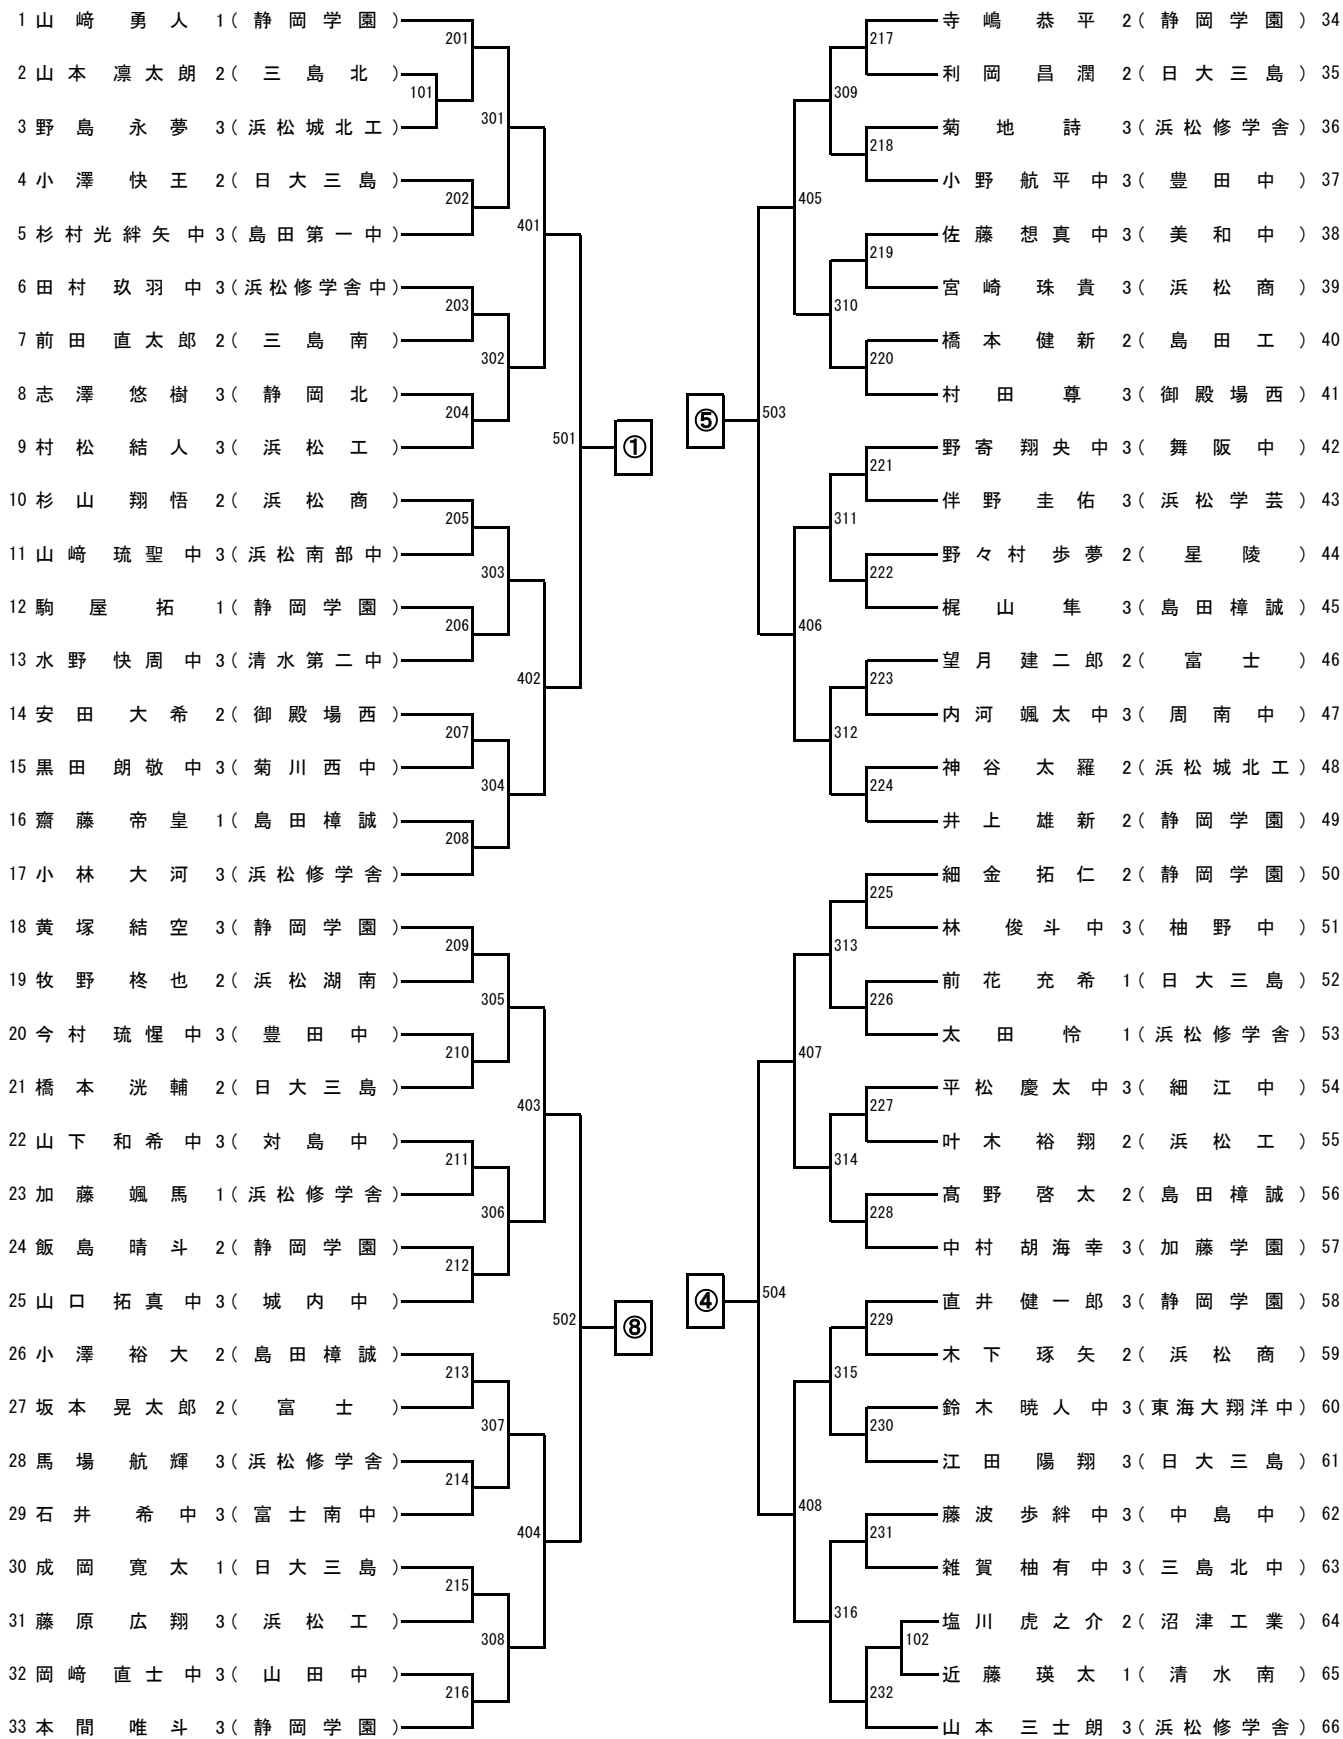 1 山﨑 勇人 1(静岡学園)
201
2 山本 凛太朗 2(三島北)
101
3 野島 永夢 3(浜松城北工)
301
4 小澤 快王 2(日大三島)
202
5 杉村光絆矢 中3(島田第一中)
401
6 田村 玖羽 中3(浜松修学舎中)
203
7 前田 直太郎 2(三島南)
302
8 志澤 悠樹 3(静岡北)
204
9 村松 結人 3(浜松工)
501
①
10 杉山 翔悟 2(浜松商)
205
11 山﨑 琉聖 中3(浜松南部中)
303
12 駒屋 拓 1(静岡学園)
206
13 水野 快周 中3(清水第二中)
402
14 安田 大希 2(御殿場西)
207
15 黒田 朗敬 中3(菊川西中)
304
16 齋藤 帝皇 1(島田樟誠)
208
17 小林 大河 3(浜松修学舎)
18 黄塚 結空 3(静岡学園)
209
19 牧野 柊也 2(浜松湖南)
305
20 今村 琉惺 中3(豊田中)
210
21 橋本 洸輔 2(日大三島)
403
22 山下 和希 中3(対島中)
211
23 加藤 颯馬 1(浜松修学舎)
306
24 飯島 晴斗 2(静岡学園)
212
25 山口 拓真 中3(城内中)
502
⑧
26 小澤 裕大 2(島田樟誠)
213
27 坂本 晃太郎 2(富士)
307
28 馬場 航輝 3(浜松修学舎)
214
29 石井 希 中3(富士南中)
404
30 成岡 寛太 1(日大三島)
215
31 藤原 広翔 3(浜松工)
308
32 岡﨑 直士 中3(山田中)
216
33 本間 唯斗 3(静岡学園)
寺嶋 恭平 2(静岡学園) 34
217
利岡 昌潤 2(日大三島) 35
309
菊地 詩 3(浜松修学舎) 36
218
小野 航平 中3(豊田中) 37
405
佐藤 想真 中3(美和中) 38
219
宮崎 珠貴 3(浜松商) 39
310
橋本 健新 2(島田工) 40
220
村田 尊 3(御殿場西) 41
⑤
503
野寄 翔央 中3(舞阪中) 42
221
伴野 圭佑 3(浜松学芸) 43
311
野々村 歩夢 2(星陵) 44
222
梶山 隼 3(島田樟誠) 45
406
望月 建二郎 2(富士) 46
223
内河 颯太 中3(周南中) 47
312
神谷 太羅 2(浜松城北工) 48
224
井上 雄新 2(静岡学園) 49
細金 拓仁 2(静岡学園) 50
225
林 俊斗 中3(柚野中) 51
313
前花 充希 1(日大三島) 52
226
太田 怜 1(浜松修学舎) 53
407
平松 慶太 中3(細江中) 54
227
叶木 裕翔 2(浜松工) 55
314
髙野 啓太 2(島田樟誠) 56
228
中村 胡海幸 3(加藤学園) 57
④
504
直井 健一郎 3(静岡学園) 58
229
木下 琢矢 2(浜松商) 59
315
鈴木 暁人 中3(東海大翔洋中) 60
230
江田 陽翔 3(日大三島) 61
408
藤波 歩絆 中3(中島中) 62
231
雑賀 柚有 中3(三島北中) 63
316
塩川 虎之介 2(沼津工業) 64
102
近藤 瑛太 1(清水南) 65
232
山本 三士朗 3(浜松修学舎) 66